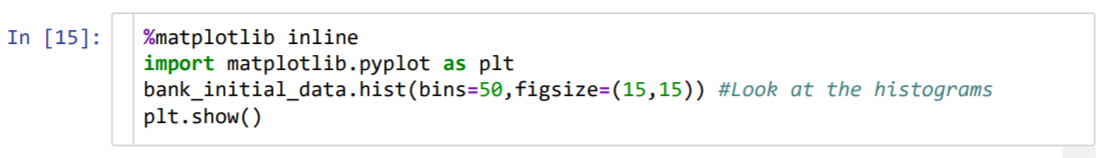 In [15]: %matplotlib inline
import matplotlib.pyplot as plt
bank_initial_data.hist(bins=50,figsize=(15,15)) #Look at the histograms
plt.show()